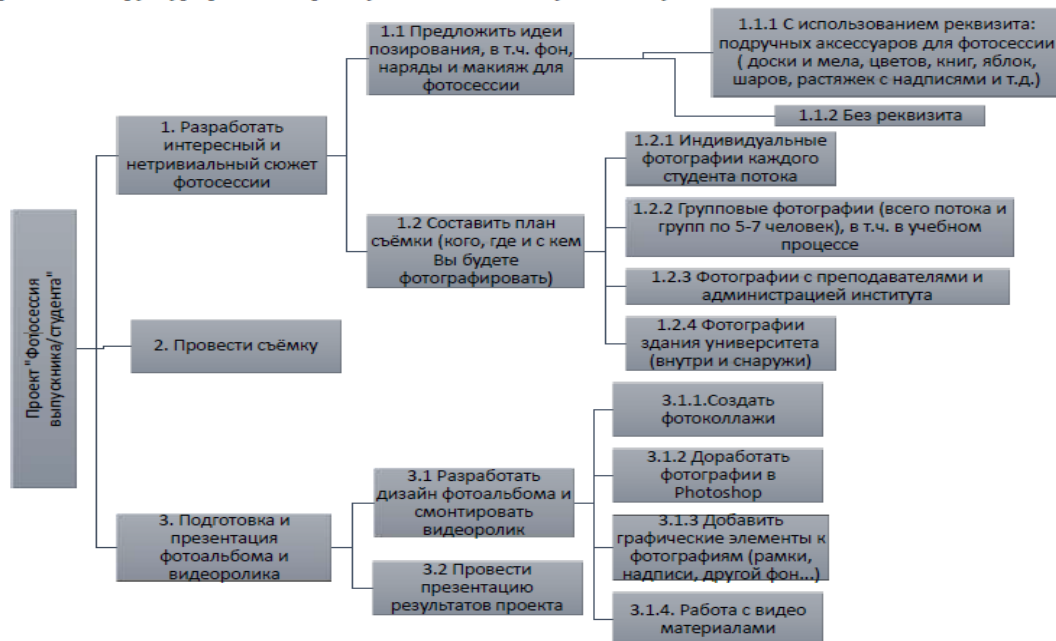 Проект "Фотосессия
выпускника/студента"
1. Разработать
интересный и
нетривиальный сюжет
фотосессии
1.1 Предложить идеи
позирования, в т.ч. фон,
наряды и макияж для
фотосессии
1.1.1 С использованием реквизита:
подручных аксессуаров для фотосессии
( доски и мела, цветов, книг, яблок,
шаров, растяжек с надписями и т.д.)
1.1.2 Без реквизита
1.2 Составить план
съёмки (кого, где и с кем
Вы будете
фотографировать)
1.2.1 Индивидуальные
фотографии каждого
студента потока
1.2.2 Групповые фотографии (всего потока и
групп по 5-7 человек), в т.ч. в учебном
процессе
1.2.3 Фотографии с преподавателями и
администрацией института
1.2.4 Фотографии
здания университета
(внутри и снаружи)
2. Провести съёмку
3. Подготовка и
презентация
фотоальбома и
видеоролика
3.1 Разработать
дизайн фотоальбома и
смонтировать
видеоролик
3.1.1.Создать
фотоколлажи
3.1.2 Доработать
фотографии в
Photoshop
3.1.3 Добавить
графические элементы к
фотографиям (рамки,
надписи, другой фон...)
3.1.4. Работа с видео
материалами
3.2 Провести
презентацию
результатов проекта